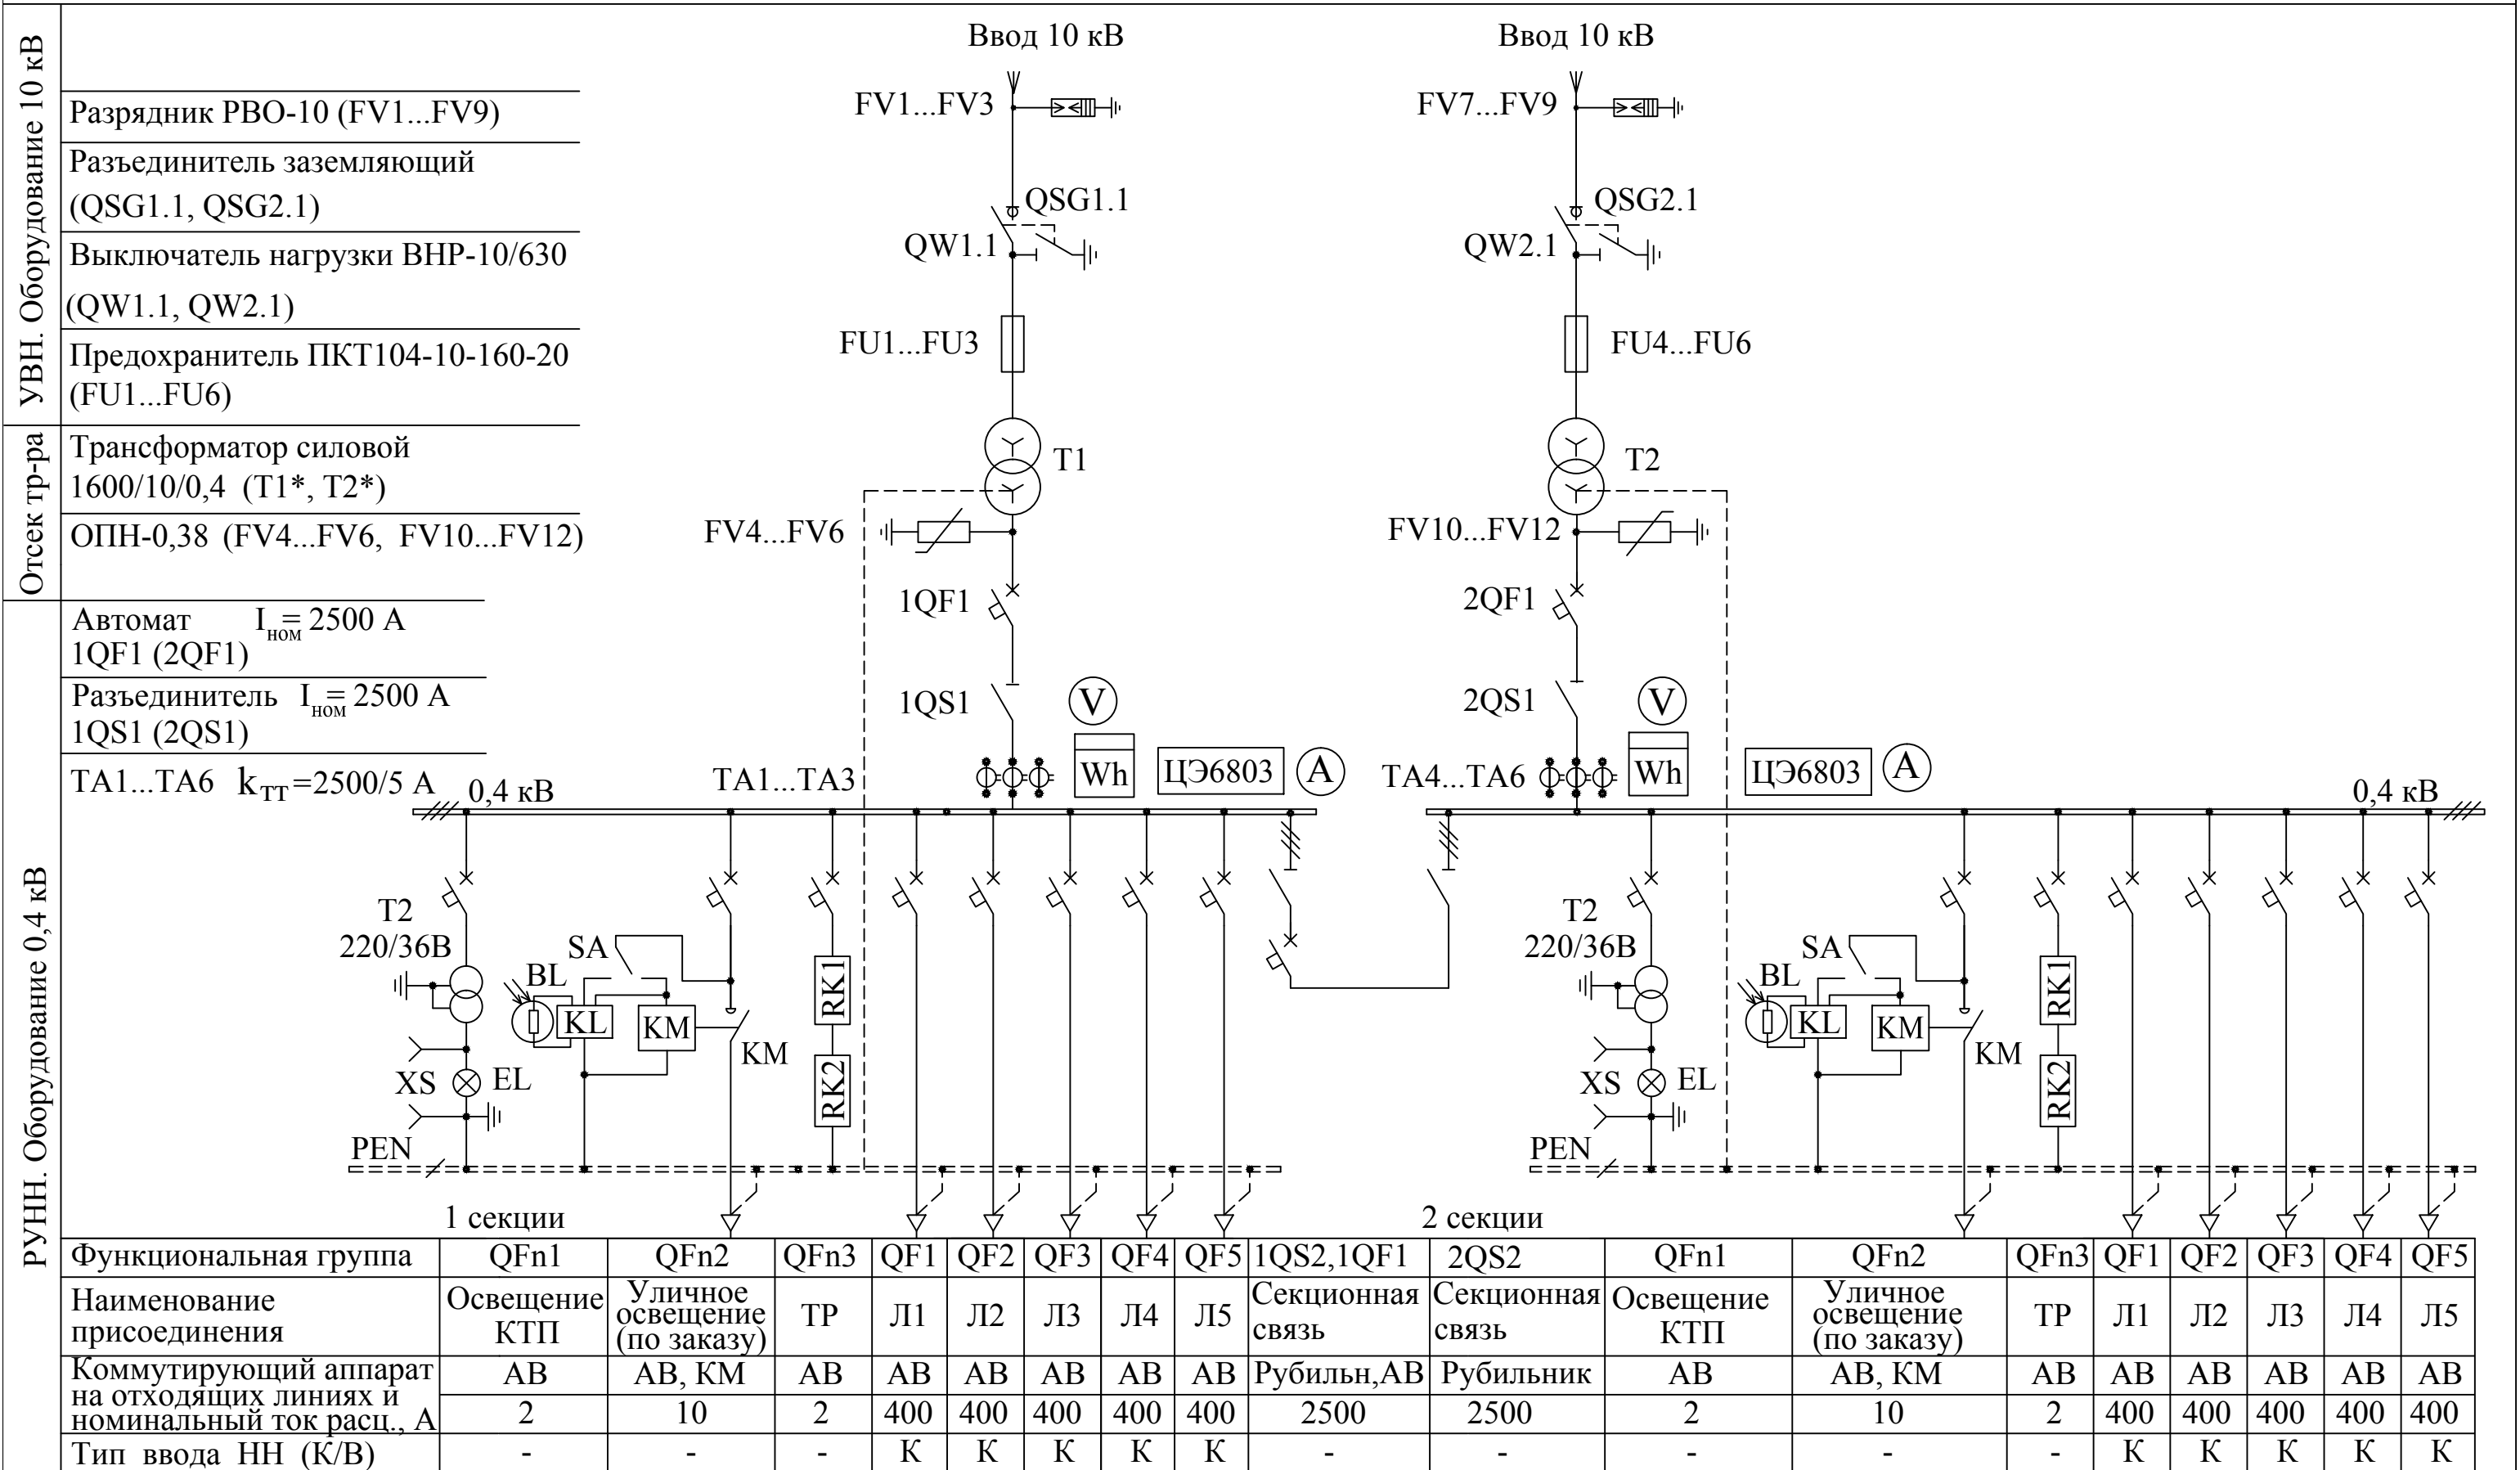 Ввод 10 кВ
Ввод 10 кВ
УВН. Оборудование 10 кВ
Разрядник РВО-10 (FV1...FV9)
Разъединитель заземляющий
(QSG1.1, QSG2.1)
Выключатель нагрузки ВНР-10/630
(QW1.1, QW2.1)
Предохранитель ПКТ104-10-160-20
(FU1...FU6)
Отсек тр-ра
Трансформатор силовой
1600/10/0,4 (Т1*, Т2*)
ОПН-0,38 (FV4...FV6, FV10...FV12)
РУНН. Оборудование 0,4 кВ
Автомат Iном= 2500 А
1QF1 (2QF1)
Разъединитель Iном= 2500 А
1QS1 (2QS1)
ТА1...ТА6 kТТ=2500/5 А
FV1...FV3
QSG1.1
QW1.1
FU1...FU3
Т1
FV4...FV6
1QF1
1QS1
V
Wh
ЦЭ6803
A
ТА1...ТА3
0,4 кВ
FV7...FV9
QSG2.1
QW2.1
FU4...FU6
Т2
FV10...FV12
2QF1
2QS1
V
Wh
ЦЭ6803
A
ТА4...ТА6
0,4 кВ
Т2
220/36В
SA
BL
KL
KM
KM
RK1
RK2
XS
EL
PEN
1 секции
Т2
220/36В
SA
BL
KL
KM
KM
RK1
RK2
XS
EL
PEN
2 секции
Функциональная группа QFn1 QFn2 QFn3 QF1 QF2 QF3 QF4 QF5 1QS2,1QF1 2QS2 QFn1 QFn2 QFn3 QF1 QF2 QF3 QF4 QF5
Наименование
присоединения
Освещение
КТП
Уличное
освещение
(по заказу)
ТР Л1 Л2 Л3 Л4 Л5
Секционная
связь
Секционная
связь
Освещение
КТП
Уличное
освещение
(по заказу)
ТР Л1 Л2 Л3 Л4 Л5
Коммутирующий аппарат
на отходящих линиях и
номинальный ток расц., А
АВ АВ, КМ АВ АВ АВ АВ АВ АВ Рубильн,АВ Рубильник АВ АВ, КМ АВ АВ АВ АВ АВ АВ
2 10 2 400 400 400 400 400 2500 2500 2 10 2 400 400 400 400 400
Тип ввода НН (К/В) - - - К К К К К - - - - - К К К К К